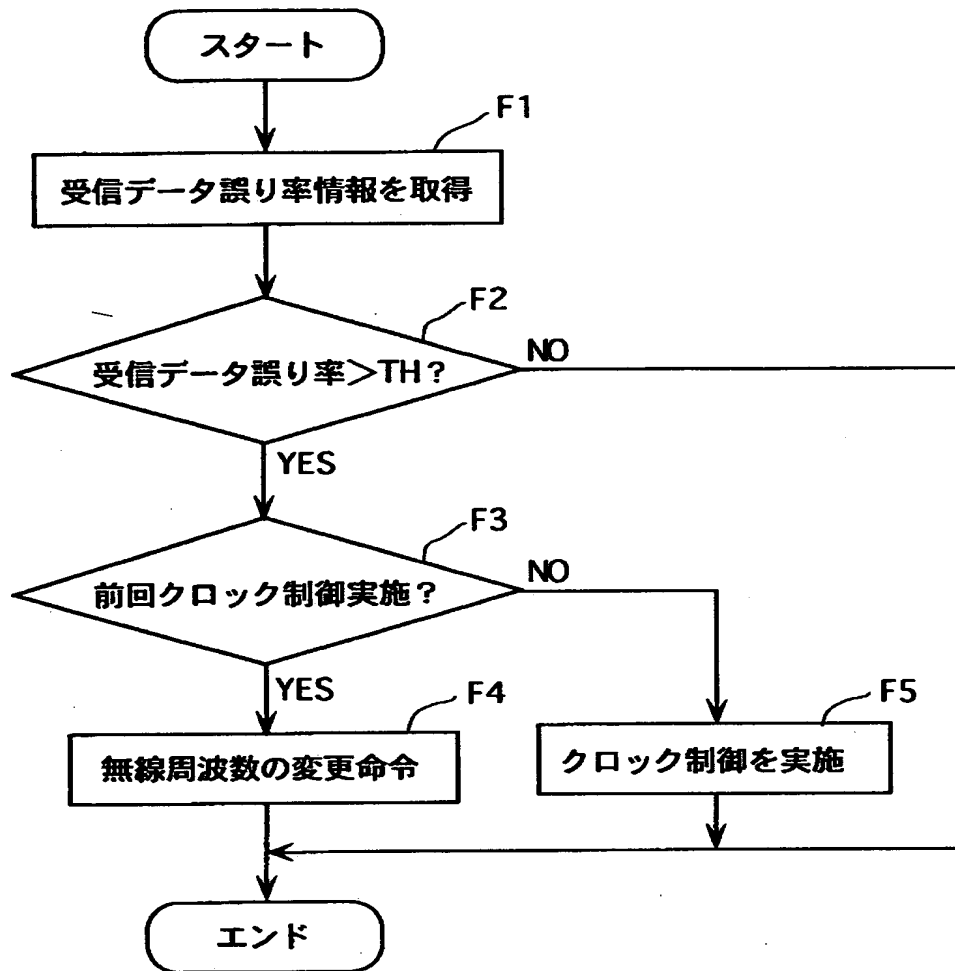 スタート
F1
受信データ誤り率情報を取得
F2
受信データ誤り率>TH?
NO
YES
F3
前回クロック制御実施?
NO
YES
F4
無線周波数の変更命令
F5
クロック制御を実施
エンド